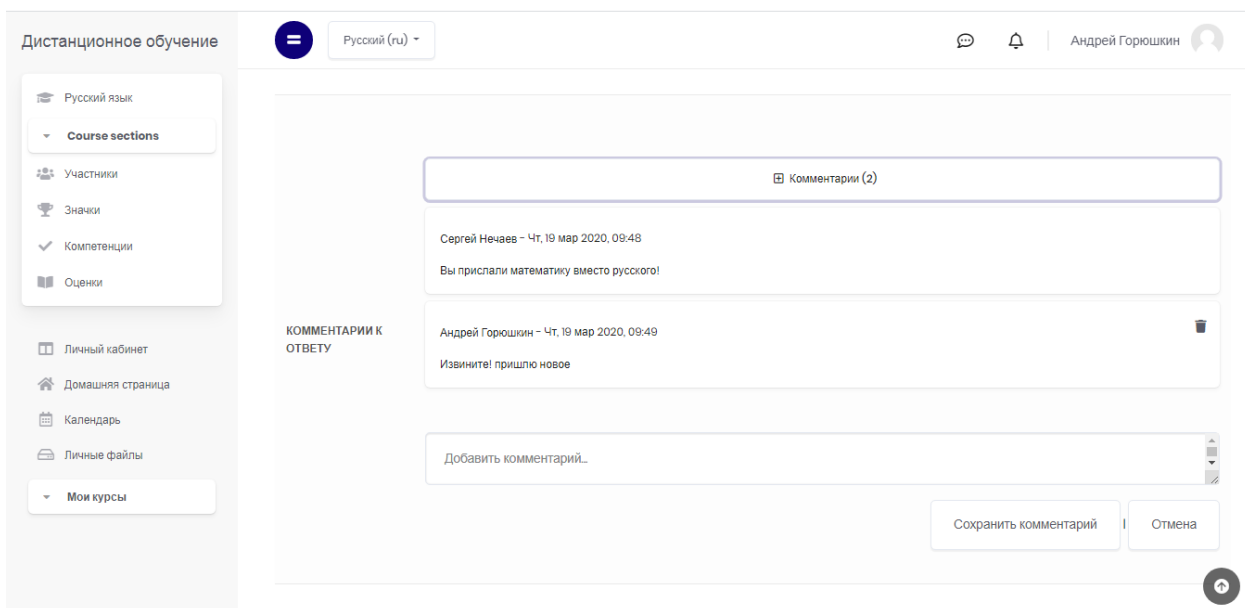 Дистанционное обучение
Русский (ru)
Андрей Горюшкин
Русский язык
Course sections
Участники
Значки
Компетенции
Оценки
Личный кабинет
Домашняя страница
Календарь
Личные файлы
Мои курсы
КОММЕНТАРИИ К
ОТВЕТУ
Комментарии (2)
Сергей Нечаев - Чт, 19 мар 2020, 09:48
Вы прислали математику вместо русского!
Андрей Горюшкин - Чт, 19 мар 2020, 09:49
Извините! пришлю новое
Добавить комментарий...
Сохранить комментарий | Отмена